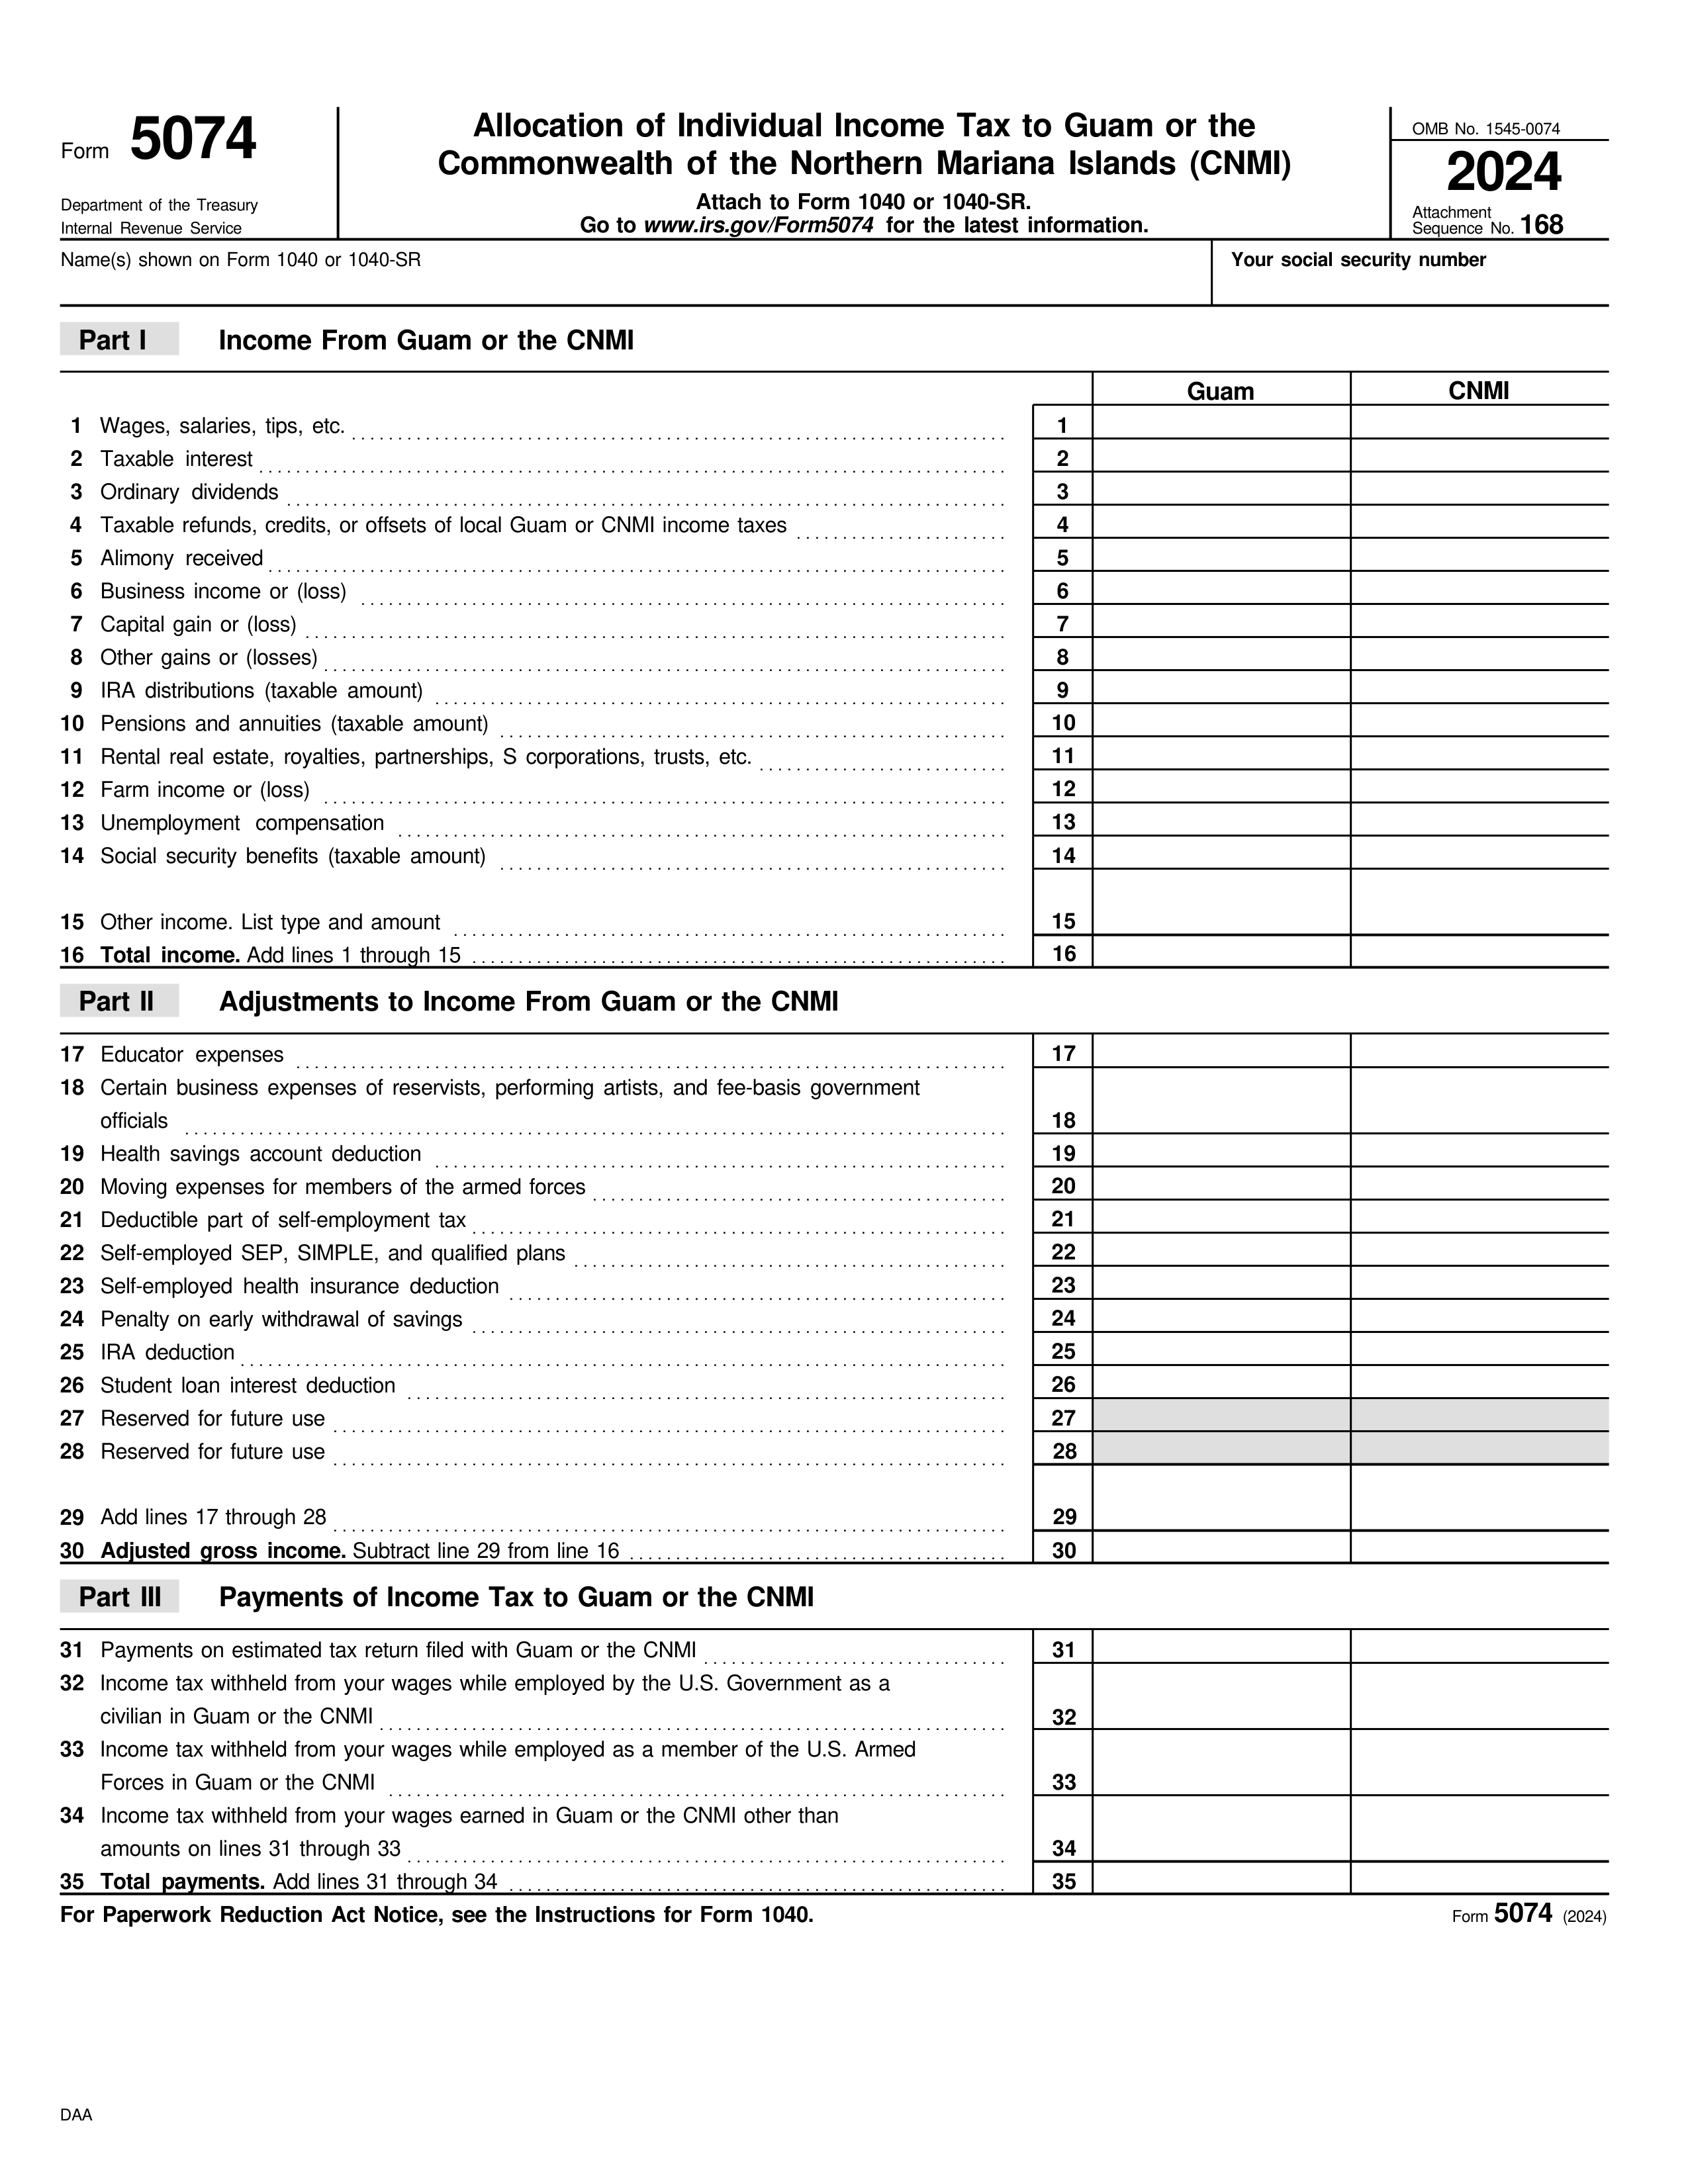 Form 5074
Department of the Treasury
Internal Revenue Service
Allocation of Individual Income Tax to Guam or the
Commonwealth of the Northern Mariana Islands (CNMI)
Attach to Form 1040 or 1040-SR.
Go to www.irs.gov/Form5074 for the latest information.
OMB No. 1545-0074
2024
Attachment
Sequence No. 168
Name(s) shown on Form 1040 or 1040-SR
Your social security number
Part I Income From Guam or the CNMI
Guam CNMI
1 Wages, salaries, tips, etc. 1
2 Taxable interest 2
3 Ordinary dividends 3
4 Taxable refunds, credits, or offsets of local Guam or CNMI income taxes 4
5 Alimony received 5
6 Business income or (loss) 6
7 Capital gain or (loss) 7
8 Other gains or (losses) 8
9 IRA distributions (taxable amount) 9
10 Pensions and annuities (taxable amount) 10
11 Rental real estate, royalties, partnerships, S corporations, trusts, etc. 11
12 Farm income or (loss) 12
13 Unemployment compensation 13
14 Social security benefits (taxable amount) 14
15 Other income. List type and amount 15
16 Total income. Add lines 1 through 15 16
Part II Adjustments to Income From Guam or the CNMI
17 Educator expenses 17
18 Certain business expenses of reservists, performing artists, and fee-basis government
officials 18
19 Health savings account deduction 19
20 Moving expenses for members of the armed forces 20
21 Deductible part of self-employment tax 21
22 Self-employed SEP, SIMPLE, and qualified plans 22
23 Self-employed health insurance deduction 23
24 Penalty on early withdrawal of savings 24
25 IRA deduction 25
26 Student loan interest deduction 26
27 Reserved for future use 27
28 Reserved for future use 28
29 Add lines 17 through 28 29
30 Adjusted gross income. Subtract line 29 from line 16 30
Part III Payments of Income Tax to Guam or the CNMI
31 Payments on estimated tax return filed with Guam or the CNMI 31
32 Income tax withheld from your wages while employed by the U.S. Government as a
civilian in Guam or the CNMI 32
33 Income tax withheld from your wages while employed as a member of the U.S. Armed
Forces in Guam or the CNMI 33
34 Income tax withheld from your wages earned in Guam or the CNMI other than
amounts on lines 31 through 33 34
35 Total payments. Add lines 31 through 34 35
For Paperwork Reduction Act Notice, see the Instructions for Form 1040. Form 5074 (2024)
DAA